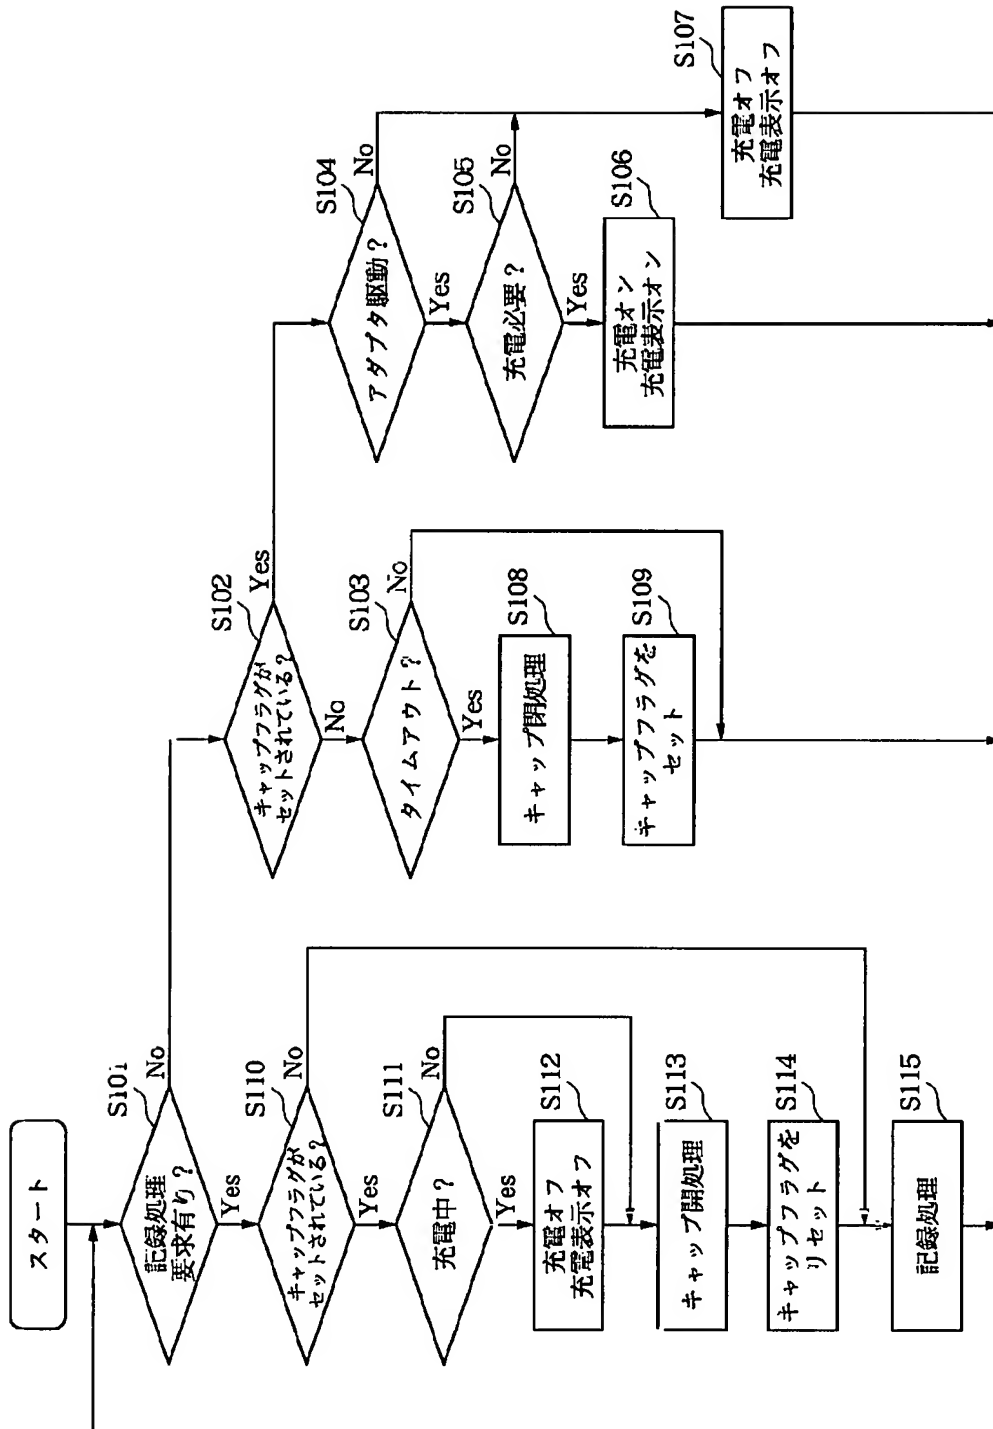 スタート
S101
記録処理
要求有り？
No
Yes
S110
キャップフラグが
セットされている？
No
Yes
S111
充電中？
No
Yes
S112
充電オフ
充電表示オフ
S113
キャップ開処理
S114
キャップフラグを
リセット
S115
記録処理
S102
キャップフラグが
セットされている？
Yes
No
S103
タイムアウト？
No
Yes
S108
キャップ閉処理
S109
キャップフラグを
セット
S104
アダプタ駆動？
No
Yes
S105
充電必要？
No
Yes
S106
充電オン
充電表示オン
S107
充電オフ
充電表示オフ